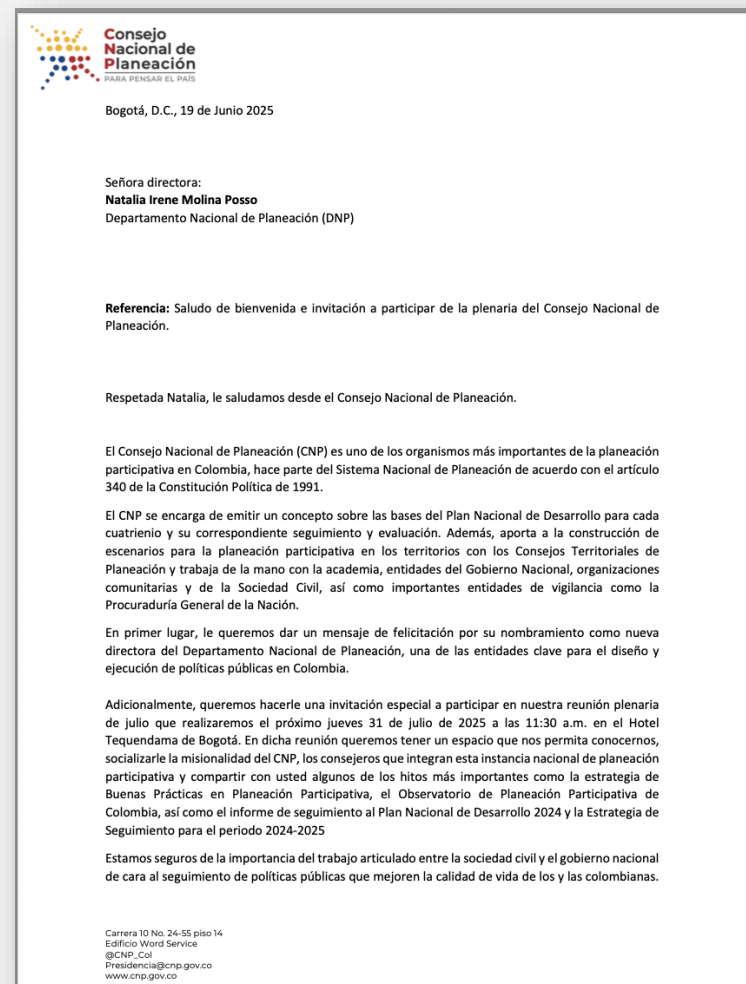 Consejo
Nacional de
Planeación
PARA PENSAR EL PAÍS
Bogotá, D.C., 19 de Junio 2025
Señora directora:
Natalia Irene Molina Posso
Departamento Nacional de Planeación (DNP)
Referencia: Saludo de bienvenida e invitación a participar de la plenaria del Consejo Nacional de
Planeación.
Respetada Natalia, le saludamos desde el Consejo Nacional de Planeación.
El Consejo Nacional de Planeación (CNP) es uno de los organismos más importantes de la planeación
participativa en Colombia, hace parte del Sistema Nacional de Planeación de acuerdo con el artículo
340 de la Constitución Política de 1991.
El CNP se encarga de emitir un concepto sobre las bases del Plan Nacional de Desarrollo para cada
cuatrienio y su correspondiente seguimiento y evaluación. Además, aporta a la construcción de
escenarios para la planeación participativa en los territorios con los Consejos Territoriales de
Planeación y trabaja de la mano con la academia, entidades del Gobierno Nacional, organizaciones
comunitarias y de la Sociedad Civil, así como importantes entidades de vigilancia como la
Procuraduría General de la Nación.
En primer lugar, le queremos dar un mensaje de felicitación por su nombramiento como nueva
directora del Departamento Nacional de Planeación, una de las entidades clave para el diseño y
ejecución de políticas públicas en Colombia.
Adicionalmente, queremos hacerle una invitación especial a participar en nuestra reunión plenaria
de julio que realizaremos el próximo jueves 31 de julio de 2025 a las 11:30 a.m. en el Hotel
Tequendama de Bogotá. En dicha reunión queremos tener un espacio que nos permita conocernos,
socializarle la misionalidad del CNP, los consejeros que integran esta instancia nacional de planeación
participativa y compartir con usted algunos de los hitos más importantes como la estrategia de
Buenas Prácticas en Planeación Participativa, el Observatorio de Planeación Participativa de
Colombia, así como el informe de seguimiento al Plan Nacional de Desarrollo 2024 y la Estrategia de
Seguimiento para el periodo 2024-2025
Estamos seguros de la importancia del trabajo articulado entre la sociedad civil y el gobierno nacional
de cara al seguimiento de políticas públicas que mejoren la calidad de vida de los y las colombianas.
Carrera 10 No. 24-55 piso 14
Edificio Word Service
@CNP_Col
Presidencia@cnp.gov.co
www.cnp.gov.co